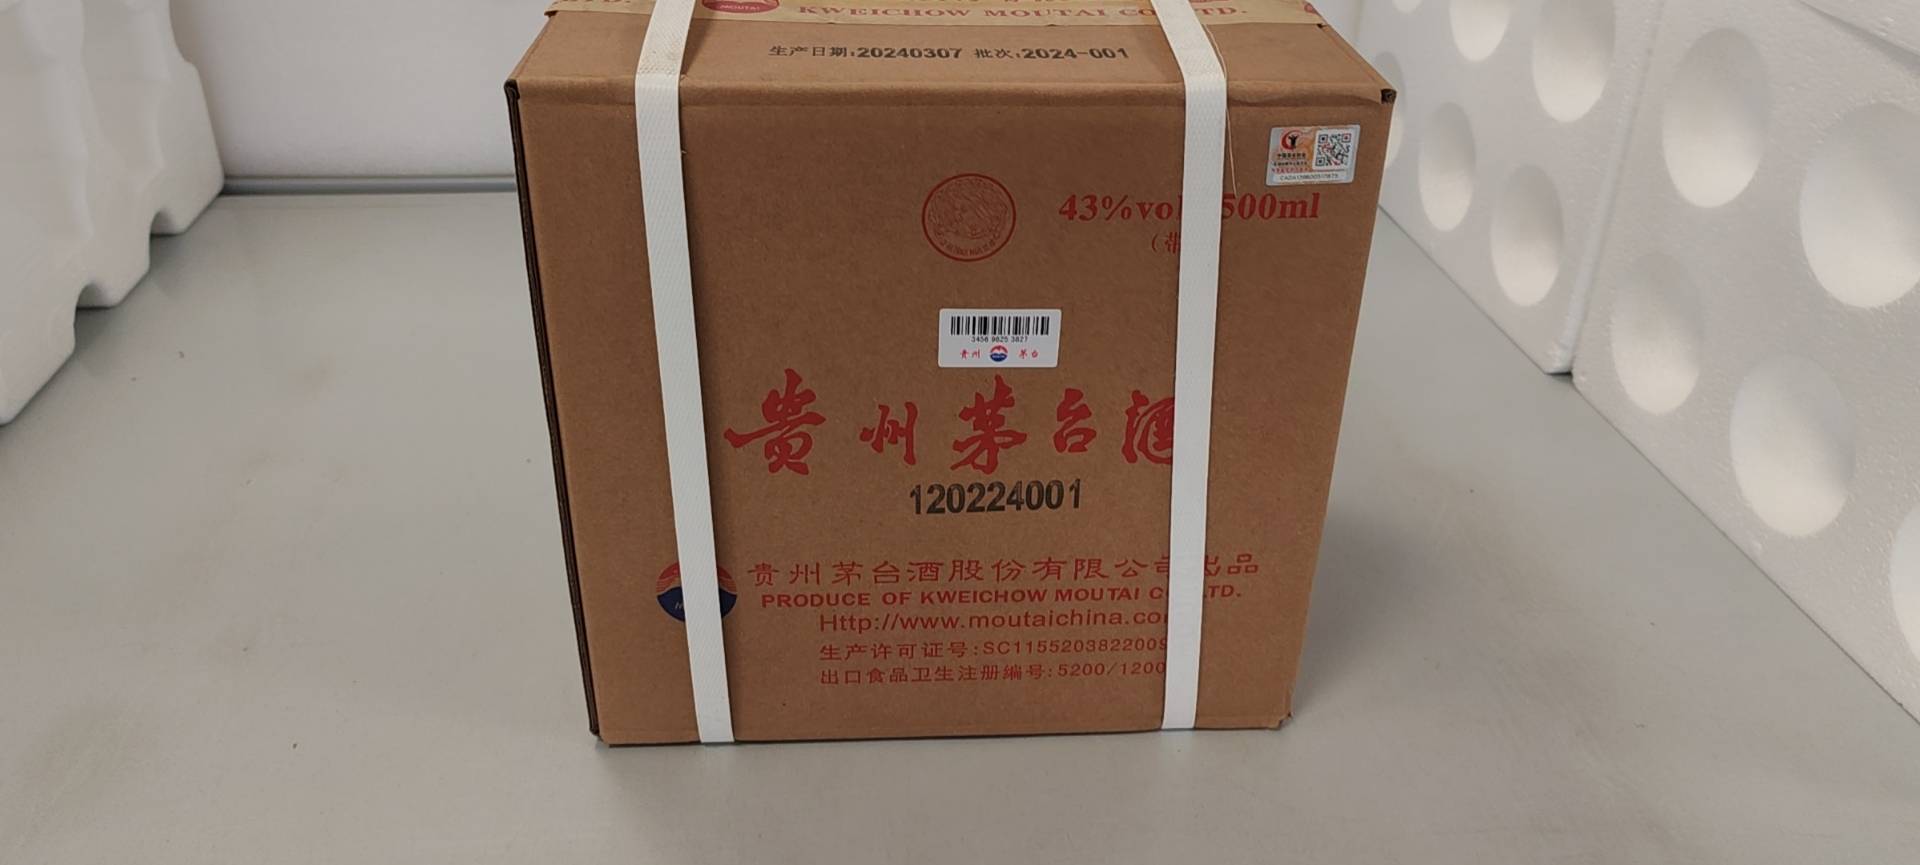 KWEICHOW MOUTAI CO., LTD.
生产日期:20240307 批次:2024-001
43%vol 500ml
(带
3456 9825 3827
贵州 茅台
贵州茅台酒
120224001
贵州茅台酒股份有限公司出品
PRODUCE OF KWEICHOW MOUTAI CO., LTD.
Http://www.moutaichina.co
生产许可证号:SC115520382200
出口食品卫生注册编号:5200/1200